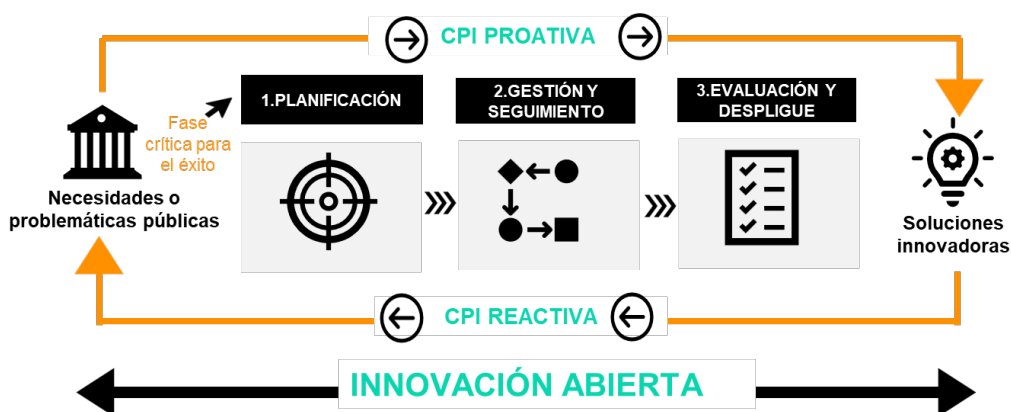 CPI PROATIVA
1.PLANIFICACIÓN
2.GESTIÓN Y
SEGUIMIENTO
3.EVALUACIÓN Y
DESPLIGUE
Fase
crítica para
el éxito
Necesidades o
problemáticas públicas
Soluciones
innovadoras
CPI REACTIVA
INNOVACIÓN ABIERTA